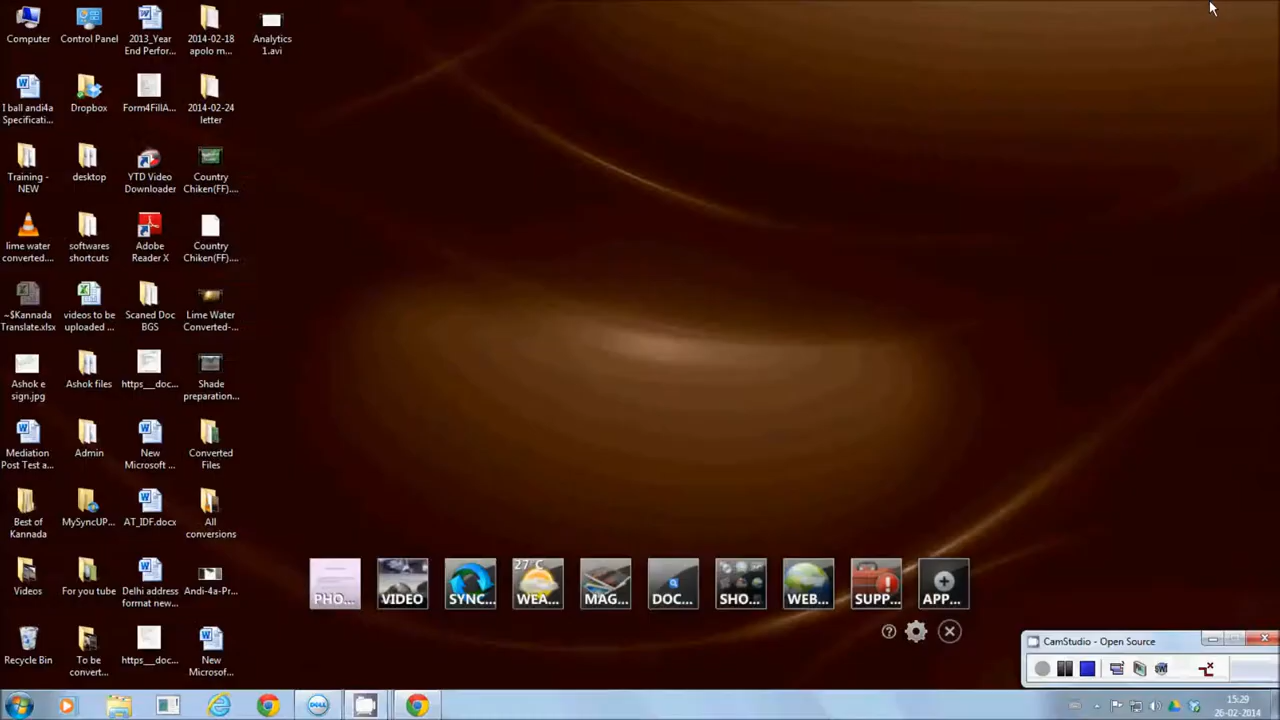 Computer
Control Panel
2013_Year
End Perfor...
2014-02-18
apolo m...
Analytics
1.avi
I ball andi4a
Specificati...
Dropbox
Form4FillA...
2014-02-24
letter
Training -
NEW
desktop
YTD Video
Downloader
Country
Chiken(FF)....
lime water
converted....
softwares
shortcuts
Adobe
Reader X
Country
Chiken(FF)....
~$Kannada
Translate.xlsx
videos to be
uploaded ...
Scaned Doc
BGS
Lime Water
Converted-...
Ashok e
sign.jpg
Ashok files
https___doc...
Shade
preparation...
Mediation
Post Test a...
Admin
New
Microsoft ...
Converted
Files
Best of
Kannada
MySyncUP...
AT_IDF.docx
All
conversions
Videos
For you tube
Delhi address
format new...
Andi-4a-Pr...
Recycle Bin
To be
convert...
https___doc...
New
Microsof...
PHO...
VIDEO
SYNC...
27°C
WEA...
MAG...
DOC...
SHO...
WEB...
SUPP...
APP...
CamStudio - Open Source
15:29
26-02-2014